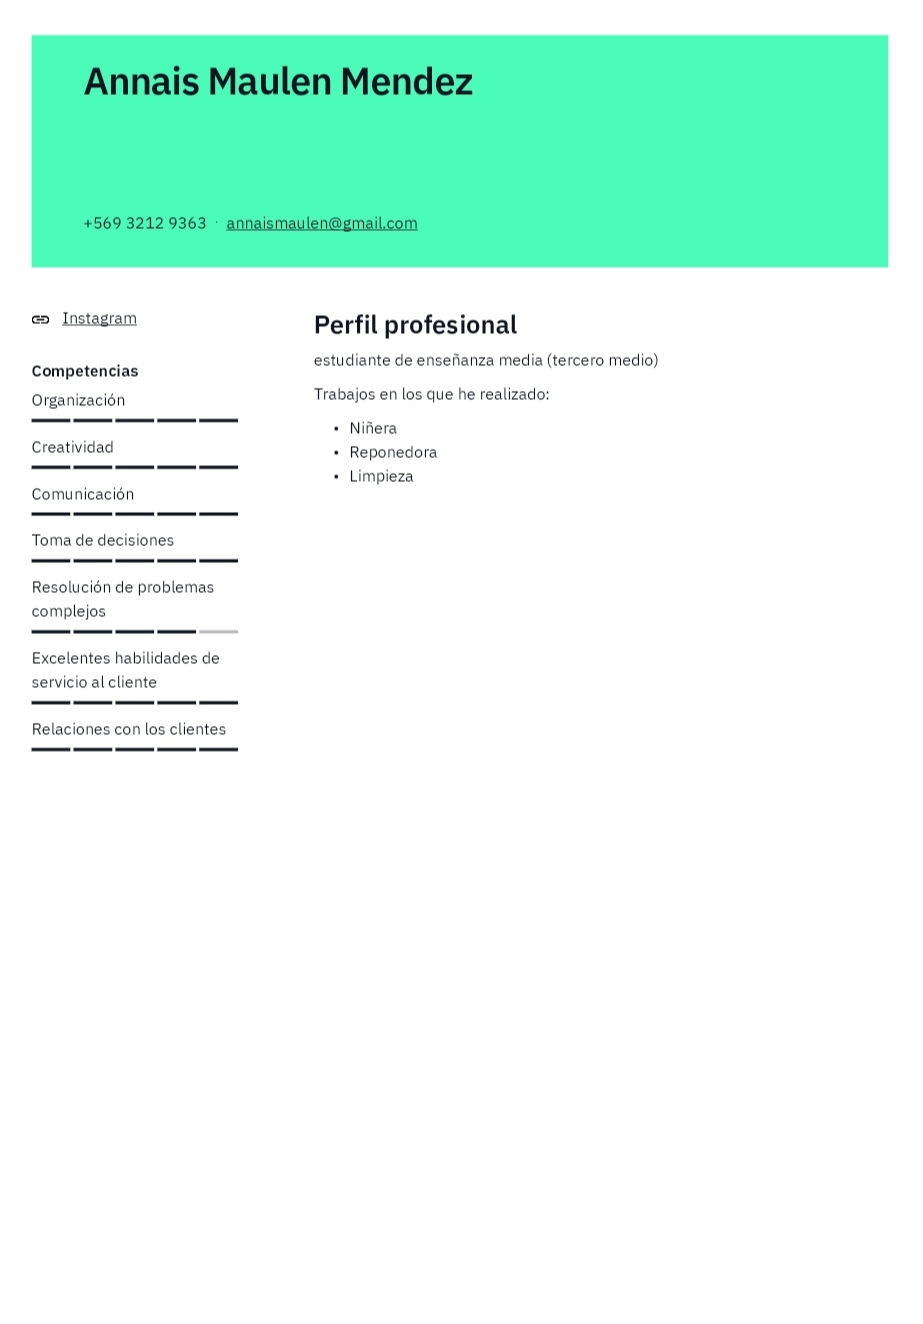 Annais Maulen Mendez
+569 3212 9363 · annaismaulen@gmail.com
Instagram
Competencias
Organización
Creatividad
Comunicación
Toma de decisiones
Resolución de problemas
complejos
Excelentes habilidades de
servicio al cliente
Relaciones con los clientes
Perfil profesional
estudiante de enseñanza media (tercero medio)
Trabajos en los que he realizado:
• Niñera
• Reponedora
• Limpieza